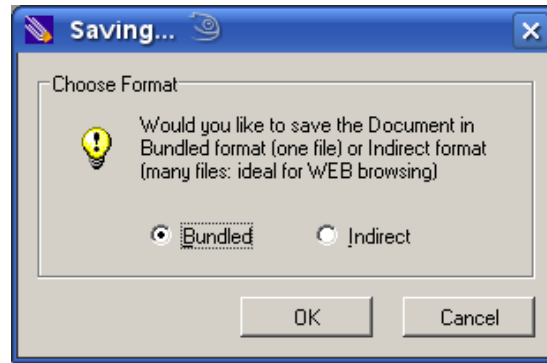 Saving...
Choose Format
Would you like to save the Document in
Bundled format (one file) or Indirect format
(many files: ideal for WEB browsing)
Bundled Indirect
OK Cancel